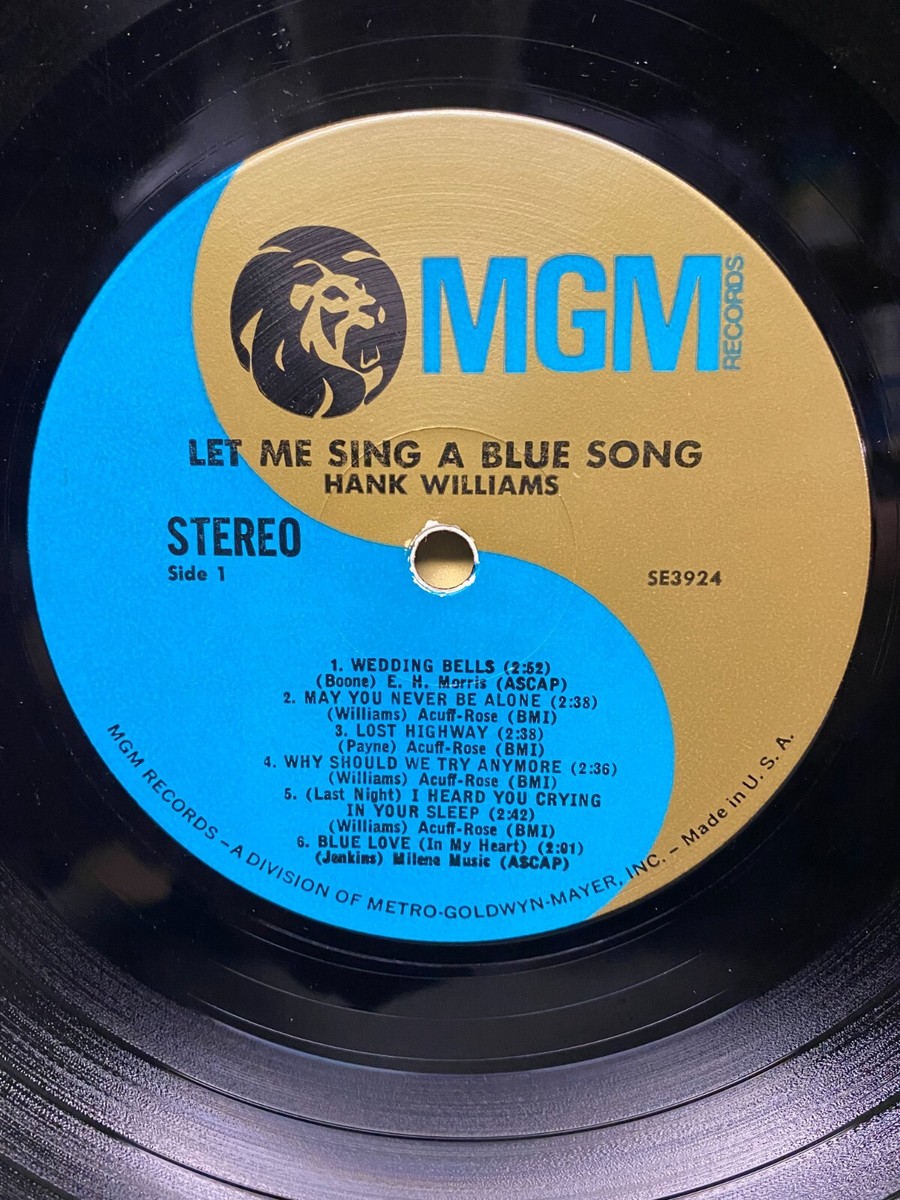 MGM
RECORDS
LET ME SING A BLUE SONG
HANK WILLIAMS
STEREO
Side 1
SE3924
1. WEDDING BELLS (2:52)
(Boone) E. H. Morris (ASCAP)
2. MAY YOU NEVER BE ALONE (2:38)
(Williams) Acuff-Rose (BMI)
3. LOST HIGHWAY (2:38)
(Payne) Acuff-Rose (BMI)
4. WHY SHOULD WE TRY ANYMORE (2:36)
(Williams) Acuff-Rose (BMI)
5. (Last Night) I HEARD YOU CRYING
IN YOUR SLEEP (2:42)
(Williams) Acuff-Rose (BMI)
6. BLUE LOVE (In My Heart) (2:01)
(Jenkins) Milene Music (ASCAP)
MGM RECORDS – A DIVISION OF METRO-GOLDWYN-MAYER, INC. – Made in U. S. A.